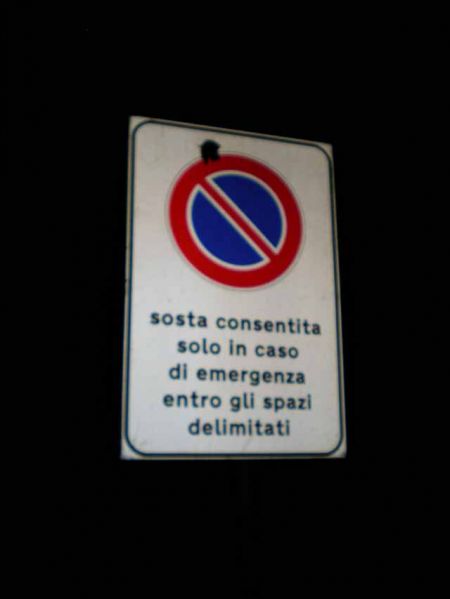 sosta consentita
solo in caso
di emergenza
entro gli spazi
delimitati